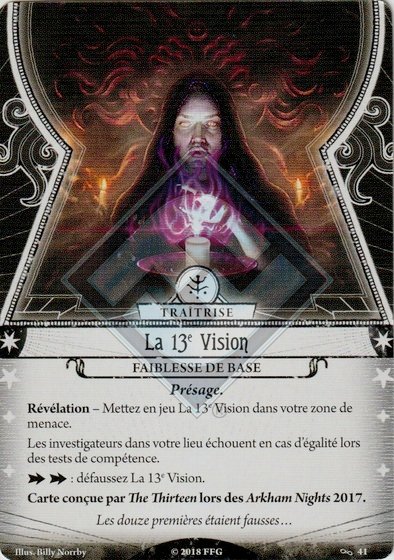 TRAÎTRISE
La 13e Vision
FAIBLESSE DE BASE
Présage.
Révélation – Mettez en jeu La 13e Vision dans votre zone de
menace.
Les investigateurs dans votre lieu échouent en cas d'égalité lors
des tests de compétence.
: défaussez La 13e Vision.
Carte conçue par The Thirteen lors des Arkham Nights 2017.
Les douze premières étaient fausses…
Illus. Billy Norrby © 2018 FFG 41